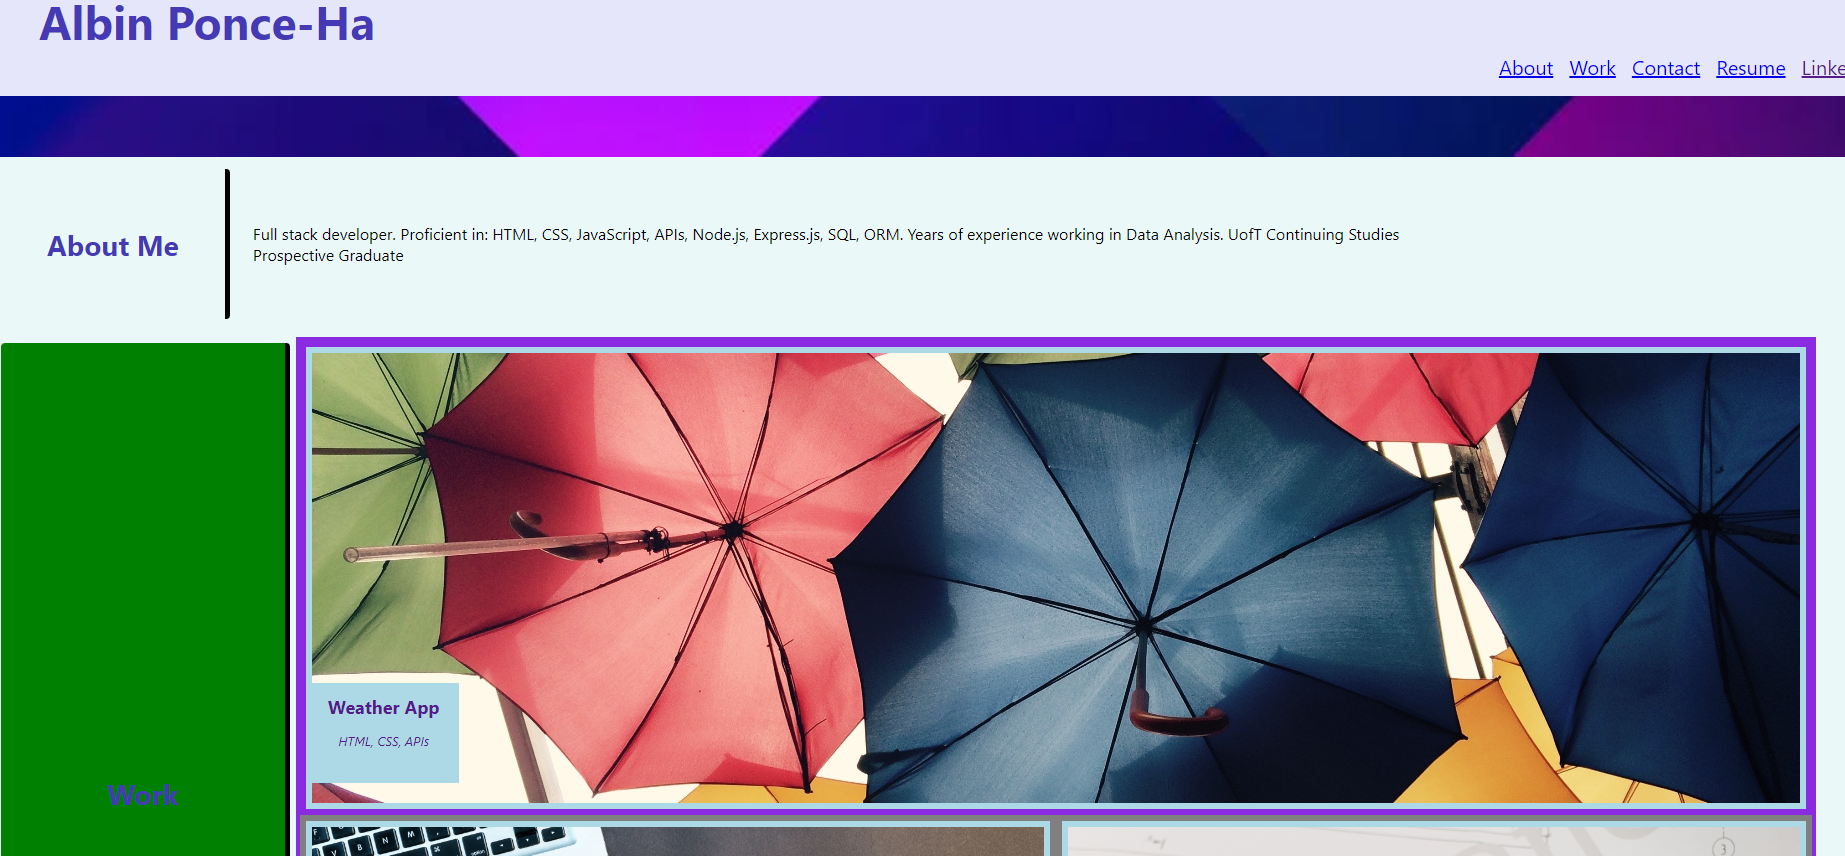 Albin Ponce-Ha
About Work Contact Resume Linke
About Me
Full stack developer. Proficient in: HTML, CSS, JavaScript, APIs, Node.js, Express.js, SQL, ORM. Years of experience working in Data Analysis. UofT Continuing Studies
Prospective Graduate
Weather App
HTML, CSS, APIs
Work